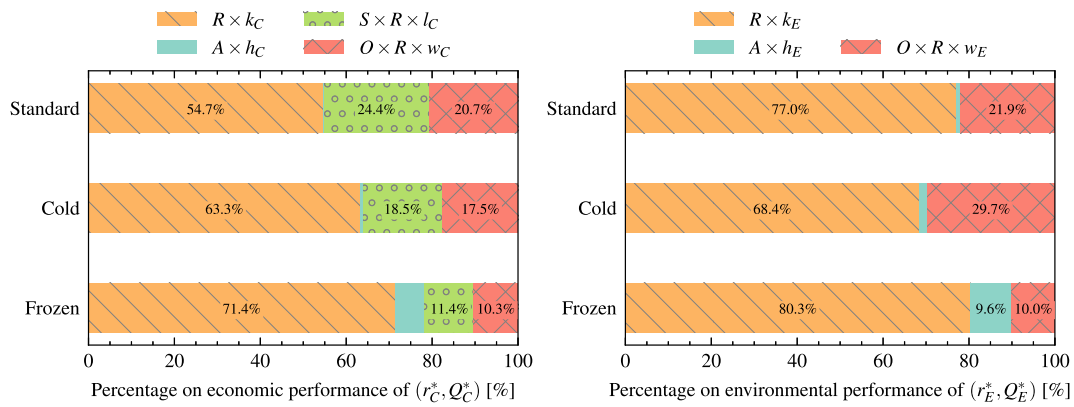 R × k_C
S × R × l_C
A × h_C
O × R × w_C
Standard
54.7%
24.4%
20.7%
Cold
63.3%
18.5%
17.5%
Frozen
71.4%
11.4%
10.3%
0 20 40 60 80 100
Percentage on economic performance of (r*_C, Q*_C) [%]
R × k_E
A × h_E
O × R × w_E
Standard
77.0%
21.9%
Cold
68.4%
29.7%
Frozen
80.3%
9.6%
10.0%
0 20 40 60 80 100
Percentage on environmental performance of (r*_E, Q*_E) [%]